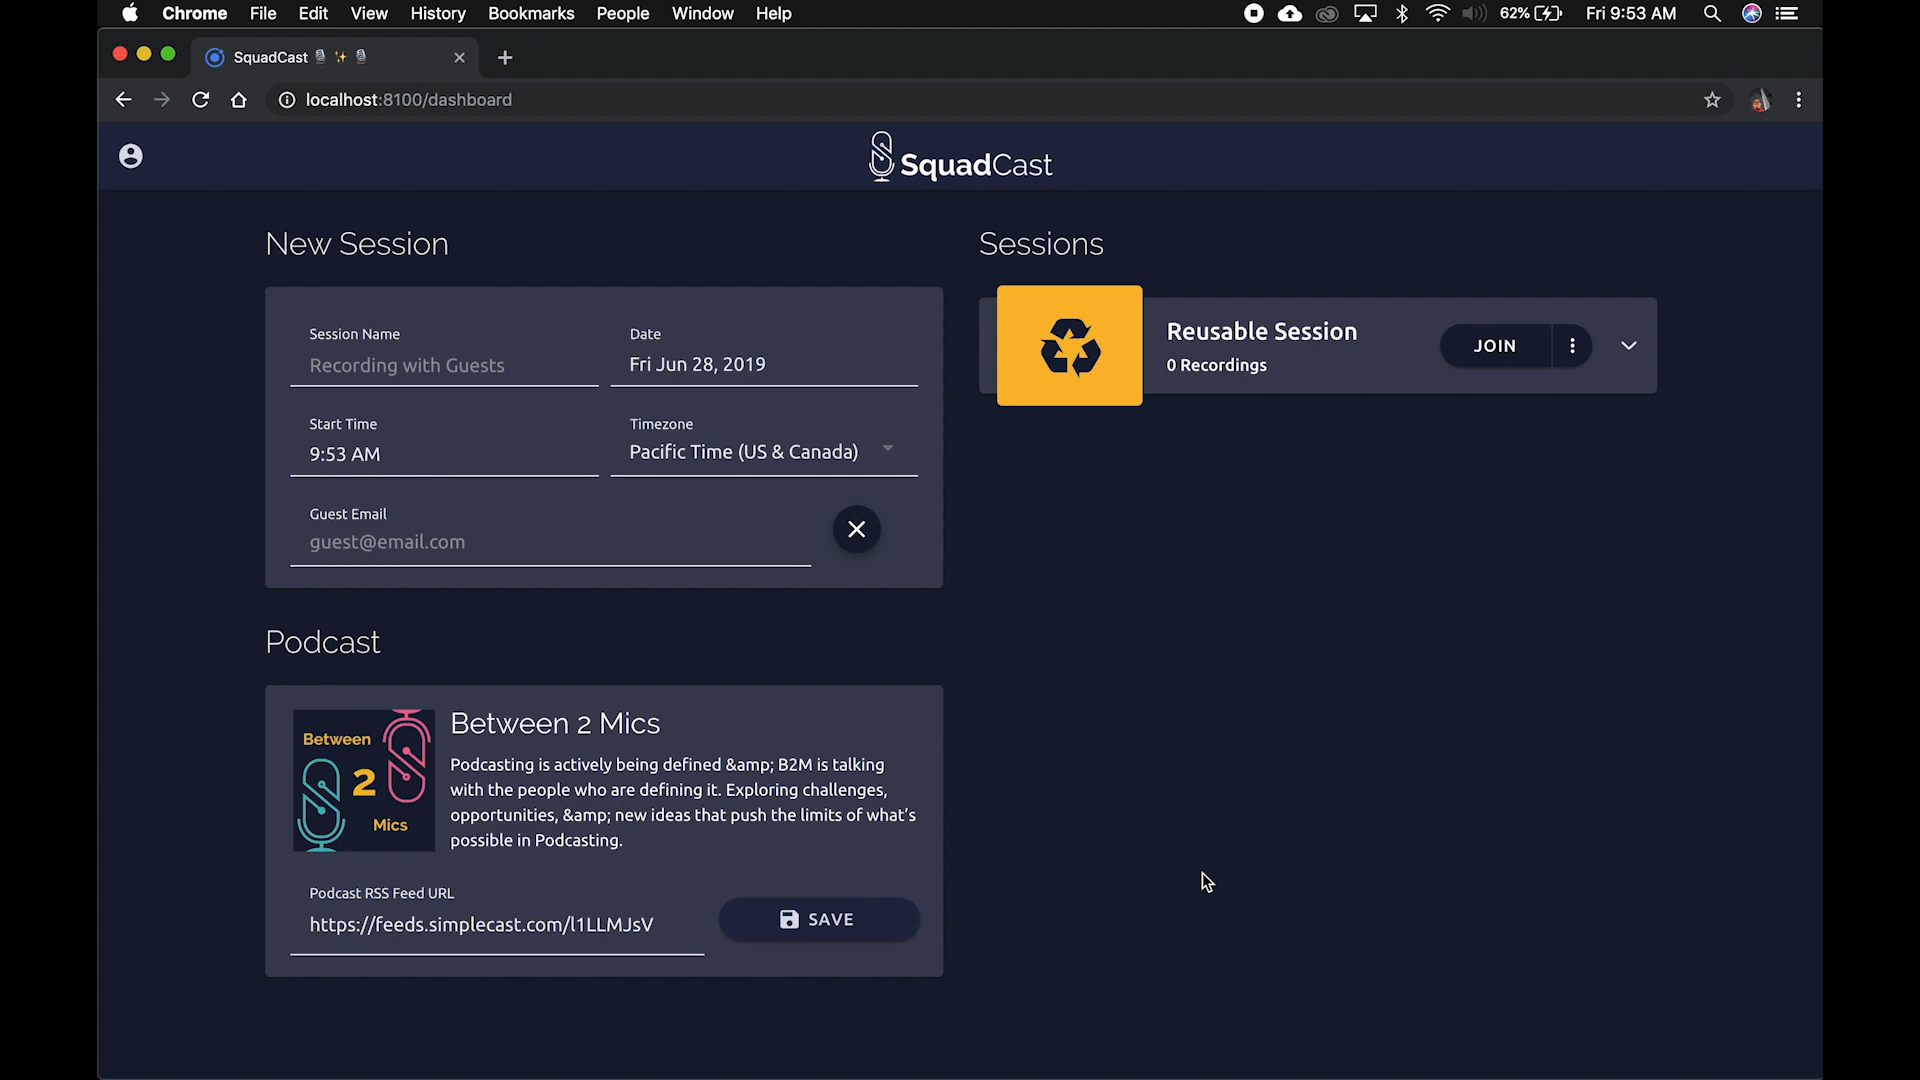 Chrome File Edit View History Bookmarks People Window Help 62% Fri 9:53 AM
SquadCast
localhost:8100/dashboard
SquadCast
New Session
Session Name
Recording with Guests
Date
Fri Jun 28, 2019
Start Time
9:53 AM
Timezone
Pacific Time (US & Canada)
Guest Email
guest@email.com
Sessions
Reusable Session
0 Recordings
JOIN
Podcast
Between
2
Mics
Between 2 Mics
Podcasting is actively being defined &amp; B2M is talking
with the people who are defining it. Exploring challenges,
opportunities, &amp; new ideas that push the limits of what's
possible in Podcasting.
Podcast RSS Feed URL
https://feeds.simplecast.com/l1LLMJsV
SAVE